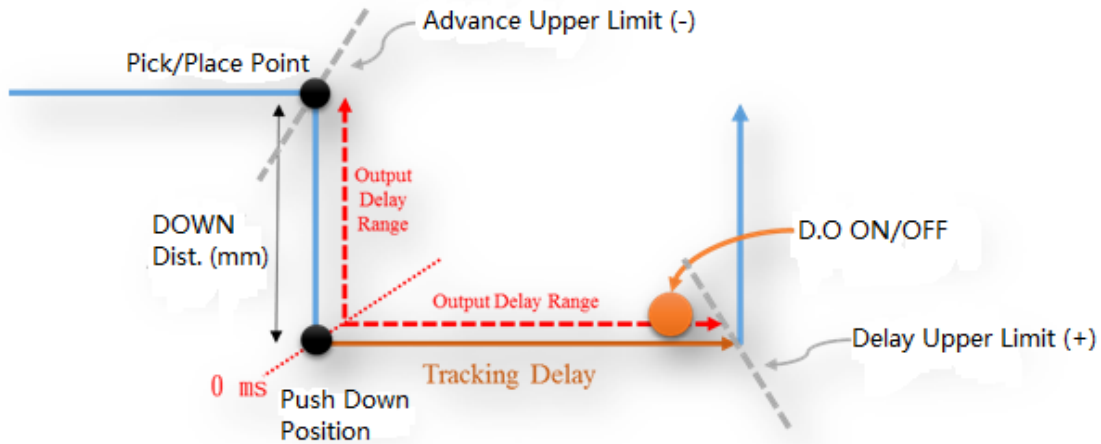 Advance Upper Limit (-)
Pick/Place Point
Output
Delay
Range
DOWN
Dist. (mm)
D.O ON/OFF
Output Delay Range
Delay Upper Limit (+)
Tracking Delay
0 ms
Push Down
Position